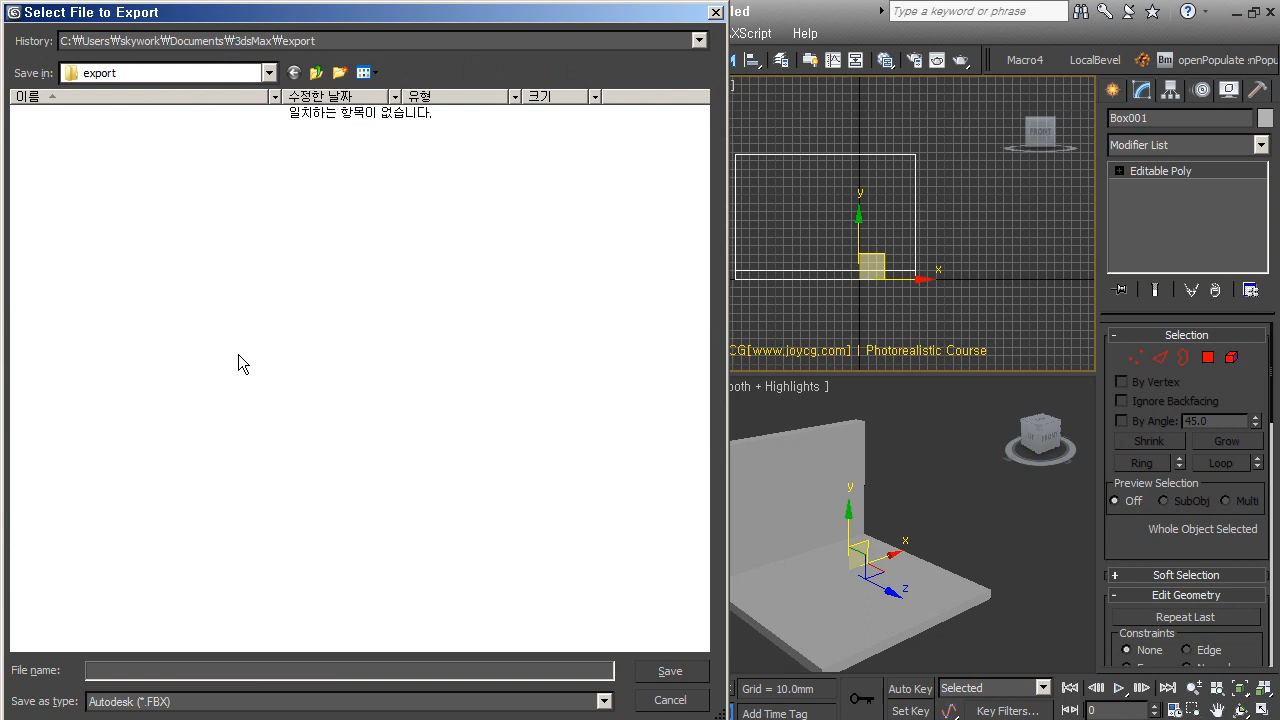 Select File to Export
led
Type a keyword or phrase
History:
C:₩Users₩skywork₩Documents₩3dsMax₩export
AXScript Help
Save in:
export
Macro4 LocalBevel Bm openPopulate
이름 수정한 날짜 유형 크기
일치하는 항목이 없습니다.
]
FRONT
Box001
Modifier List
Editable Poly
y
x
CG[www.joycg.com] | Photorealistic Course
Selection
By Vertex
Ignore Backfacing
By Angle: 45.0
Shrink Grow
Ring Loop
Preview Selection
Off SubObj Multi
Whole Object Selected
ooth + Highlights ]
FRONT
y
x
z
Soft Selection
Edit Geometry
Repeat Last
Constraints
None Edge
File name:
Save
Save as type: Autodesk (*.FBX)
Cancel
Grid = 10.0mm
Add Time Tag
Auto Key Selected
Set Key Key Filters...
0